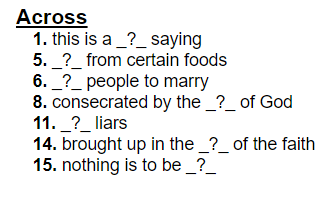 Across
1. this is a _?_ saying
5. _?_ from certain foods
6. _?_ people to marry
8. consecrated by the _?_ of God
11. _?_ liars
14. brought up in the _?_ of the faith
15. nothing is to be _?_